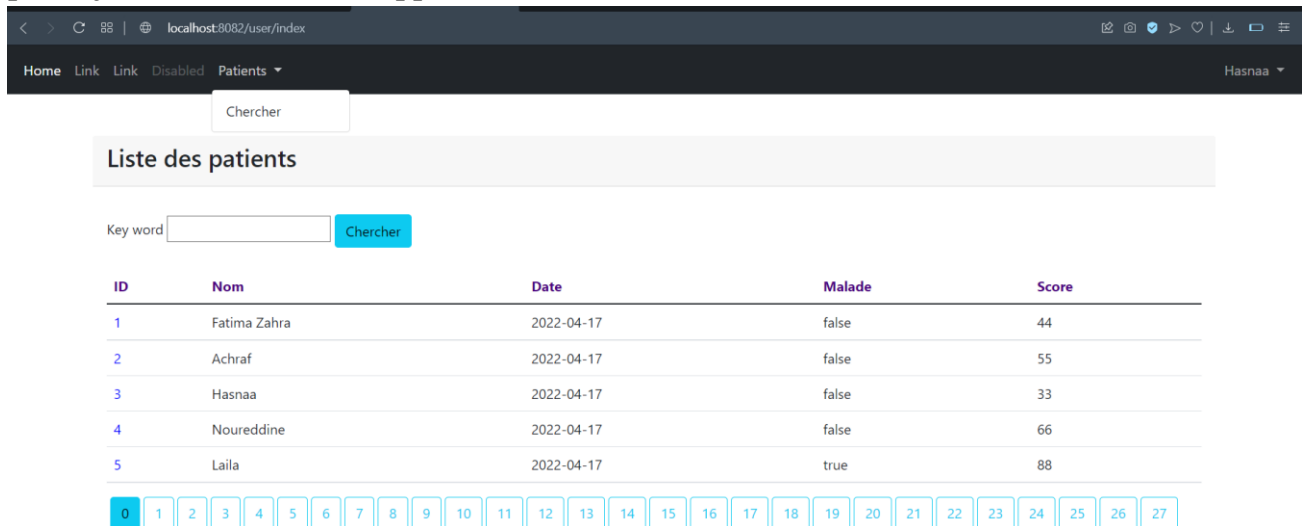 localhost:8082/user/index
Home Link Link Disabled Patients Hasnaa
Chercher
Liste des patients
Key word Chercher
ID Nom Date Malade Score
1 Fatima Zahra 2022-04-17 false 44
2 Achraf 2022-04-17 false 55
3 Hasnaa 2022-04-17 false 33
4 Noureddine 2022-04-17 false 66
5 Laila 2022-04-17 true 88
0 1 2 3 4 5 6 7 8 9 10 11 12 13 14 15 16 17 18 19 20 21 22 23 24 25 26 27